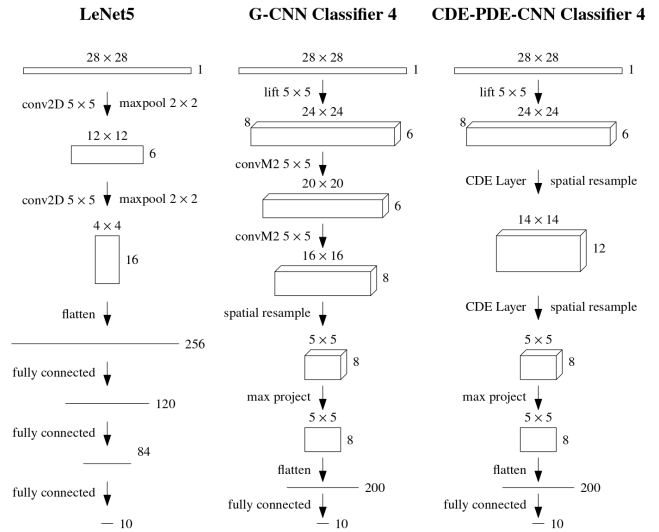 LeNet5
28 × 28
1
conv2D 5 × 5 maxpool 2 × 2
12 × 12
6
conv2D 5 × 5 maxpool 2 × 2
4 × 4
16
flatten
256
fully connected
120
fully connected
84
fully connected
10
G-CNN Classifier 4
28 × 28
1
lift 5 × 5
24 × 24
8
6
convM2 5 × 5
20 × 20
6
convM2 5 × 5
16 × 16
8
spatial resample
5 × 5
8
max project
5 × 5
8
flatten
200
fully connected
10
CDE-PDE-CNN Classifier 4
28 × 28
1
lift 5 × 5
24 × 24
8
6
CDE Layer spatial resample
14 × 14
12
CDE Layer spatial resample
5 × 5
8
max project
5 × 5
8
flatten
200
fully connected
10